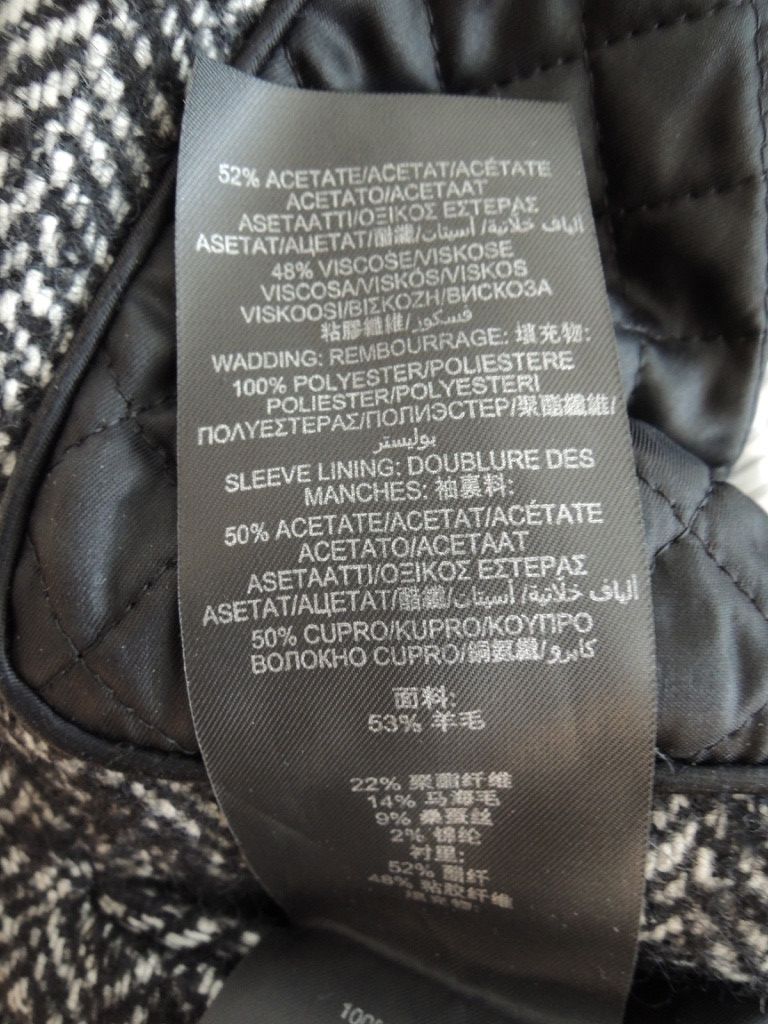 52% ACETATE/ACETAT/ACÉTATE
ACETATO/ACETAAT
ASETAATTI/ΟΞΙΚΟΣ ΕΣΤΕΡΑΣ
ASETAT/АЦЕТАТ/醋纖/أسيتات /ألياف خلاتية
48% VISCOSE/VISKOSE
VISCOSA/VISKÓS/VISKOS
VISKOOSI/ΒΙΣΚΟΖΗ/ВИСКОЗА
粘膠纖維/فسكوز
WADDING: REMBOURRAGE: 填充物:
100% POLYESTER/POLIESTERE
POLIESTER/POLYESTERI
ΠΟΛΥΕΣΤΕΡΑΣ/ПОЛИЭСТЕР/聚酯纖維/
بوليستر
SLEEVE LINING: DOUBLURE DES
MANCHES: 袖裏料:
50% ACETATE/ACETAT/ACÉTATE
ACETATO/ACETAAT
ASETAATTI/ΟΞΙΚΟΣ ΕΣΤΕΡΑΣ
ASETAT/АЦЕТАТ/醋纖/أسيتات /ألياف خلاتية
50% CUPRO/KUPRO/ΚΟΥΠΡΟ
ВОЛОКНО CUPRO/銅氨纖/كابرو
面料:
53% 羊毛
22% 聚酯纤维
14% 马海毛
9% 桑蚕丝
2% 锦纶
衬里:
52% 醋纤
48% 粘胶纤维
填充物: